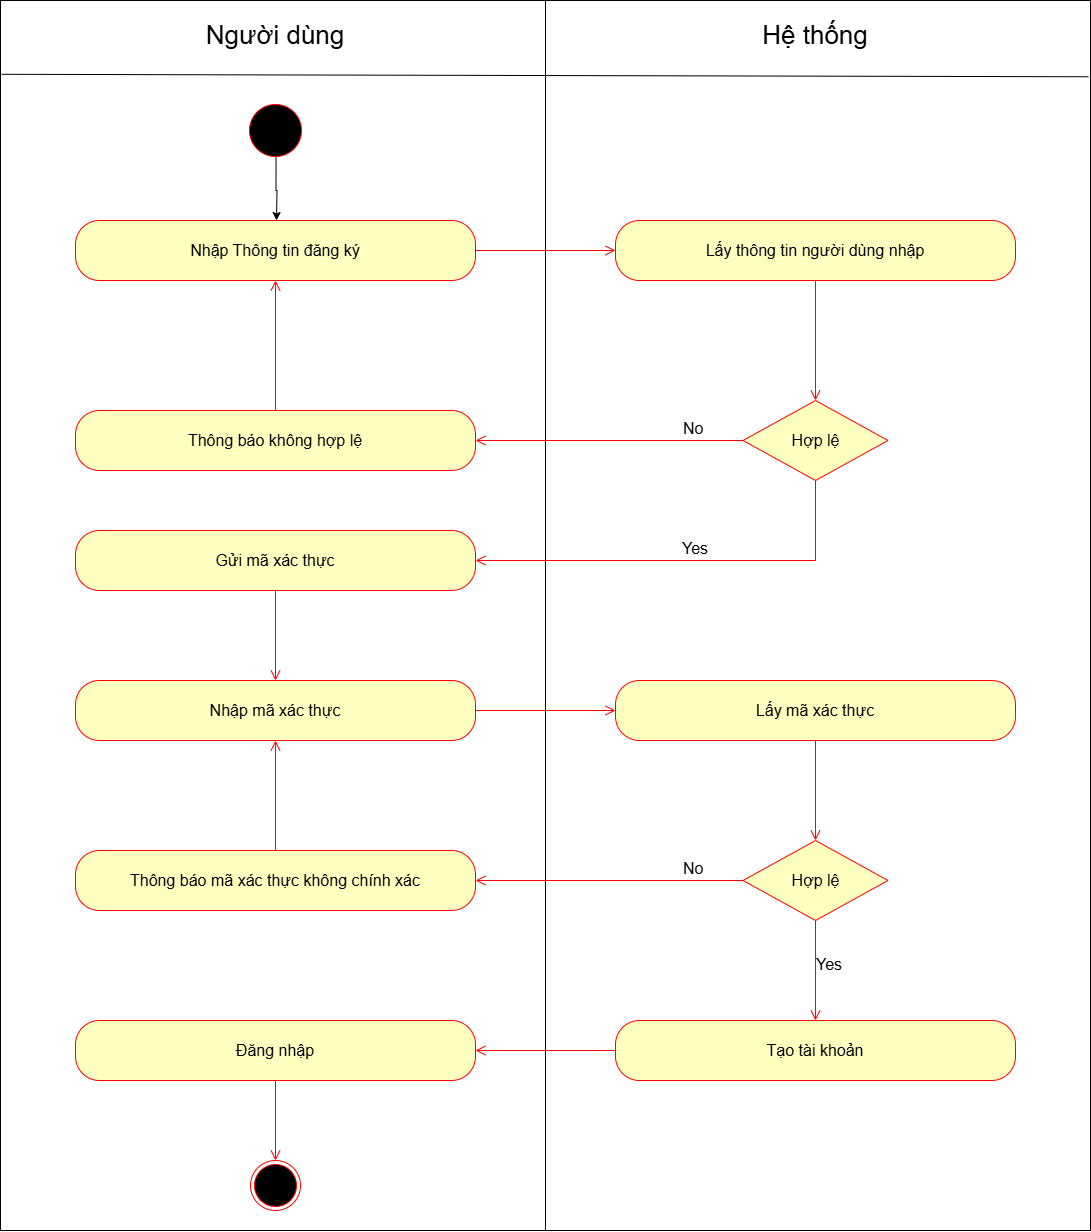 Người dùng
Hệ thống
Nhập Thông tin đăng ký
Lấy thông tin người dùng nhập
Thông báo không hợp lệ
No
Hợp lệ
Gửi mã xác thực
Yes
Nhập mã xác thực
Lấy mã xác thực
Thông báo mã xác thực không chính xác
No
Hợp lệ
Yes
Đăng nhập
Tạo tài khoản